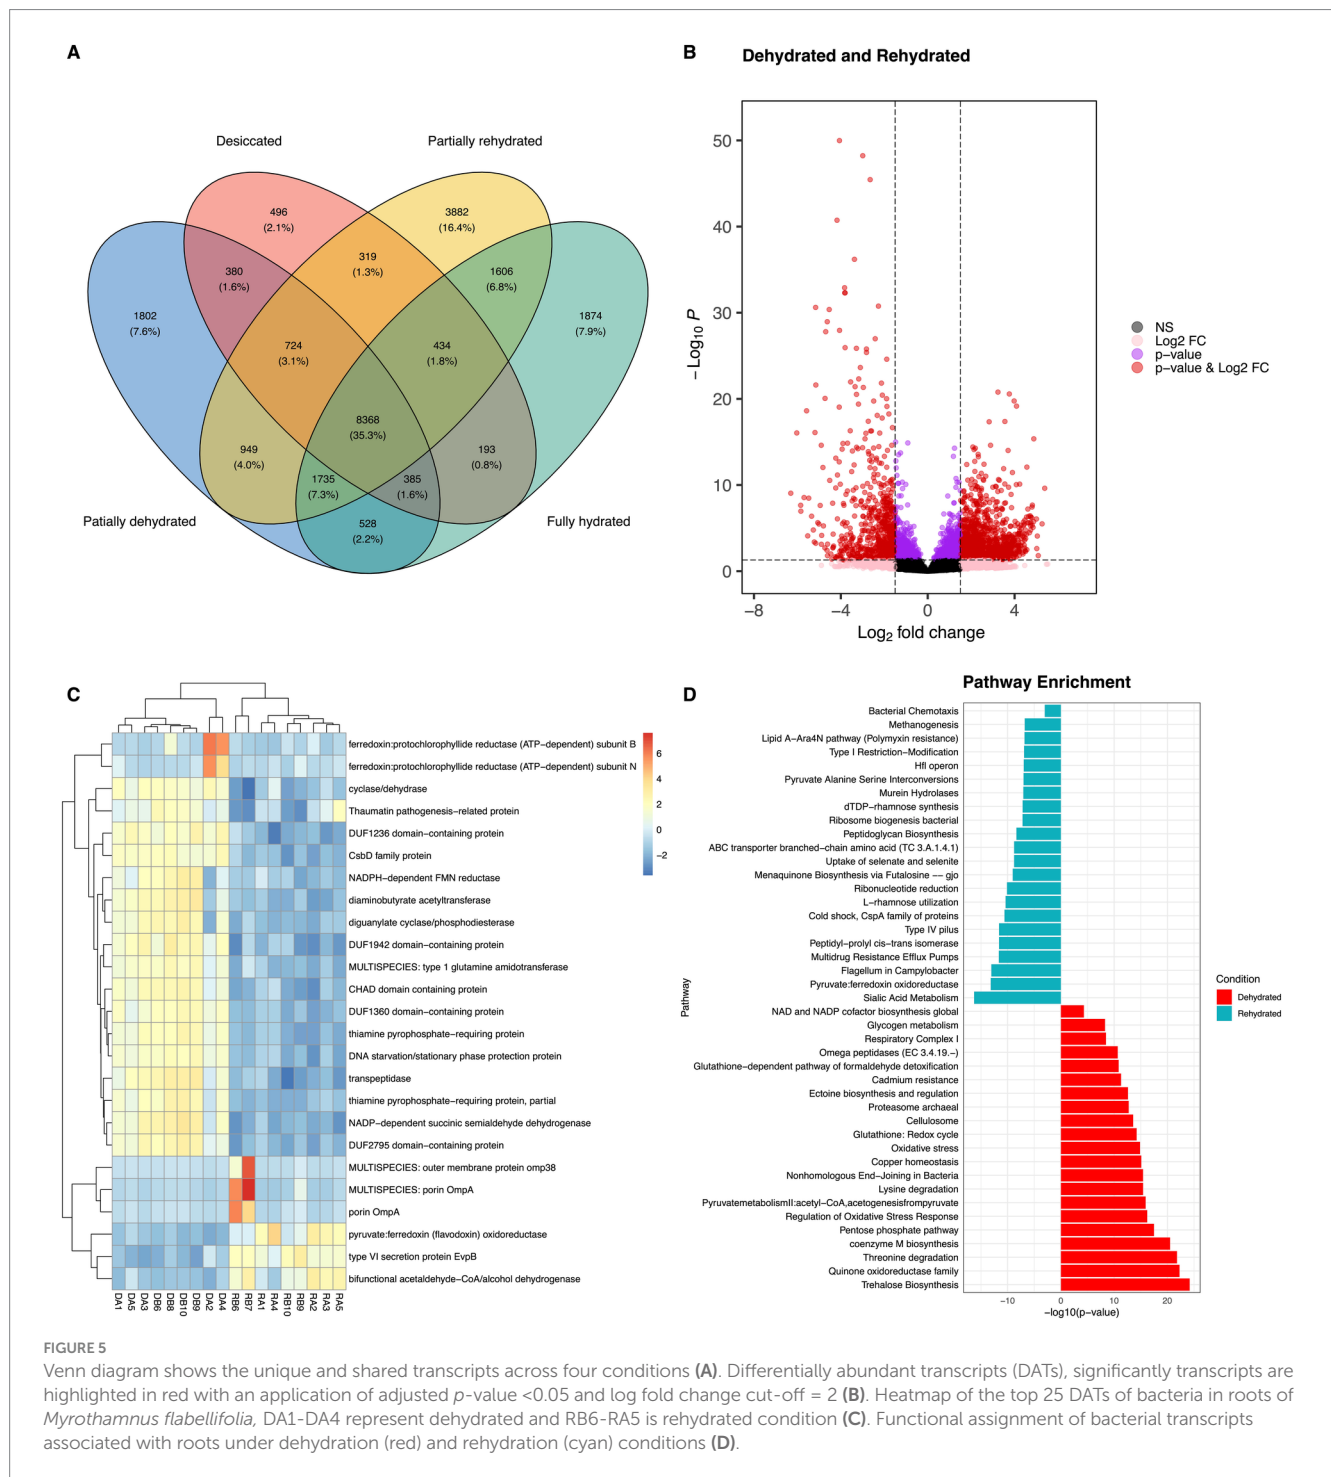 A
Desiccated
Partially rehydrated
496
(2.1%)
3882
(16.4%)
380
(1.6%)
319
(1.3%)
1606
(6.8%)
1802
(7.6%)
1874
(7.9%)
724
(3.1%)
434
(1.8%)
8368
(35.3%)
949
(4.0%)
193
(0.8%)
1735
(7.3%)
385
(1.6%)
528
(2.2%)
Patially dehydrated
Fully hydrated
B
Dehydrated and Rehydrated
50
40
30
20
10
0
−Log10 P
−8 −4 0 4
Log2 fold change
NS
Log2 FC
p−value
p−value & Log2 FC
C
ferredoxin:protochlorophyllide reductase (ATP−dependent) subunit B
ferredoxin:protochlorophyllide reductase (ATP−dependent) subunit N
cyclase/dehydrase
Thaumatin pathogenesis−related protein
DUF1236 domain−containing protein
CsbD family protein
NADPH−dependent FMN reductase
diaminobutyrate acetyltransferase
diguanylate cyclase/phosphodiesterase
DUF1942 domain−containing protein
MULTISPECIES: type 1 glutamine amidotransferase
CHAD domain containing protein
DUF1360 domain−containing protein
thiamine pyrophosphate−requiring protein
DNA starvation/stationary phase protection protein
transpeptidase
thiamine pyrophosphate−requiring protein, partial
NADP−dependent succinic semialdehyde dehydrogenase
DUF2795 domain−containing protein
MULTISPECIES: outer membrane protein omp38
MULTISPECIES: porin OmpA
porin OmpA
pyruvate:ferredoxin (flavodoxin) oxidoreductase
type VI secretion protein EvpB
bifunctional acetaldehyde−CoA/alcohol dehydrogenase
DA1 DA5 DA3 DB6 DB8 DB10 DB9 DA2 DA4 RB6 RB7 RA1 RA4 RB10 RB9 RA2 RA3 RA5
6
4
2
0
−2
D
Pathway Enrichment
Pathway
Bacterial Chemotaxis
Methanogenesis
Lipid A−Ara4N pathway (Polymyxin resistance)
Type I Restriction−Modification
Hfl operon
Pyruvate Alanine Serine Interconversions
Murein Hydrolases
dTDP−rhamnose synthesis
Ribosome biogenesis bacterial
Peptidoglycan Biosynthesis
ABC transporter branched−chain amino acid (TC 3.A.1.4.1)
Uptake of selenate and selenite
Menaquinone Biosynthesis via Futalosine −− gjo
Ribonucleotide reduction
L−rhamnose utilization
Cold shock, CspA family of proteins
Type IV pilus
Peptidyl−prolyl cis−trans isomerase
Multidrug Resistance Efflux Pumps
Flagellum in Campylobacter
Pyruvate:ferredoxin oxidoreductase
Sialic Acid Metabolism
NAD and NADP cofactor biosynthesis global
Glycogen metabolism
Respiratory Complex I
Omega peptidases (EC 3.4.19.−)
Glutathione−dependent pathway of formaldehyde detoxification
Cadmium resistance
Ectoine biosynthesis and regulation
Proteasome archaeal
Cellulosome
Glutathione: Redox cycle
Oxidative stress
Copper homeostasis
Nonhomologous End−Joining in Bacteria
Lysine degradation
PyruvatemetabolismII:acetyl−CoA,acetogenesisfrompyruvate
Regulation of Oxidative Stress Response
Pentose phosphate pathway
coenzyme M biosynthesis
Threonine degradation
Quinone oxidoreductase family
Trehalose Biosynthesis
−10 0 10 20
−log10(p−value)
Condition
Dehydrated
Rehydrated
FIGURE 5
Venn diagram shows the unique and shared transcripts across four conditions (A). Differentially abundant transcripts (DATs), significantly transcripts are
highlighted in red with an application of adjusted p-value <0.05 and log fold change cut-off = 2 (B). Heatmap of the top 25 DATs of bacteria in roots of
Myrothamnus flabellifolia, DA1-DA4 represent dehydrated and RB6-RA5 is rehydrated condition (C). Functional assignment of bacterial transcripts
associated with roots under dehydration (red) and rehydration (cyan) conditions (D).